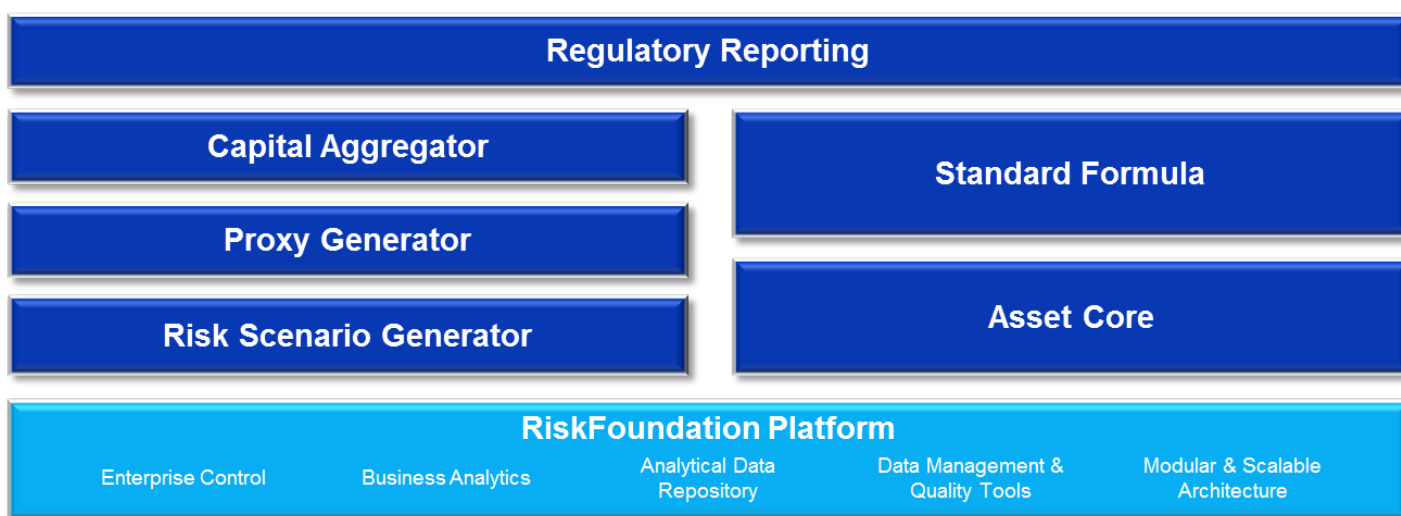 Regulatory Reporting
Capital Aggregator
Proxy Generator
Risk Scenario Generator
Standard Formula
Asset Core
RiskFoundation Platform
Enterprise Control
Business Analytics
Analytical Data
Repository
Data Management &
Quality Tools
Modular & Scalable
Architecture